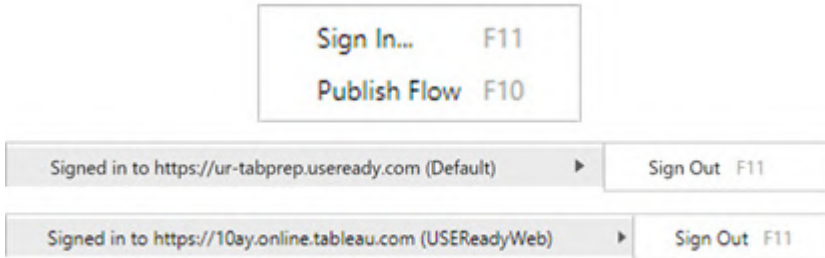 Sign In... F11
Publish Flow F10
Signed in to https://ur-tabprep.useready.com (Default) Sign Out F11
Signed in to https://10ay.online.tableau.com (USEReadyWeb) Sign Out F11